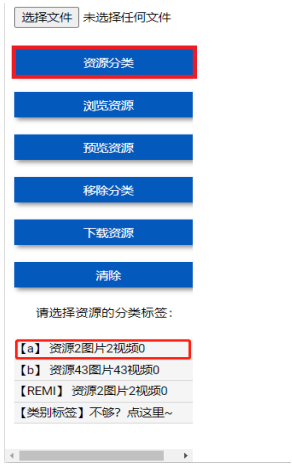 选择文件 未选择任何文件
资源分类
浏览资源
预览资源
移除分类
下载资源
清除
请选择资源的分类标签：
【a】 资源2图片2视频0
【b】 资源43图片43视频0
【REMI】 资源2图片2视频0
【类别标签】不够？点这里~